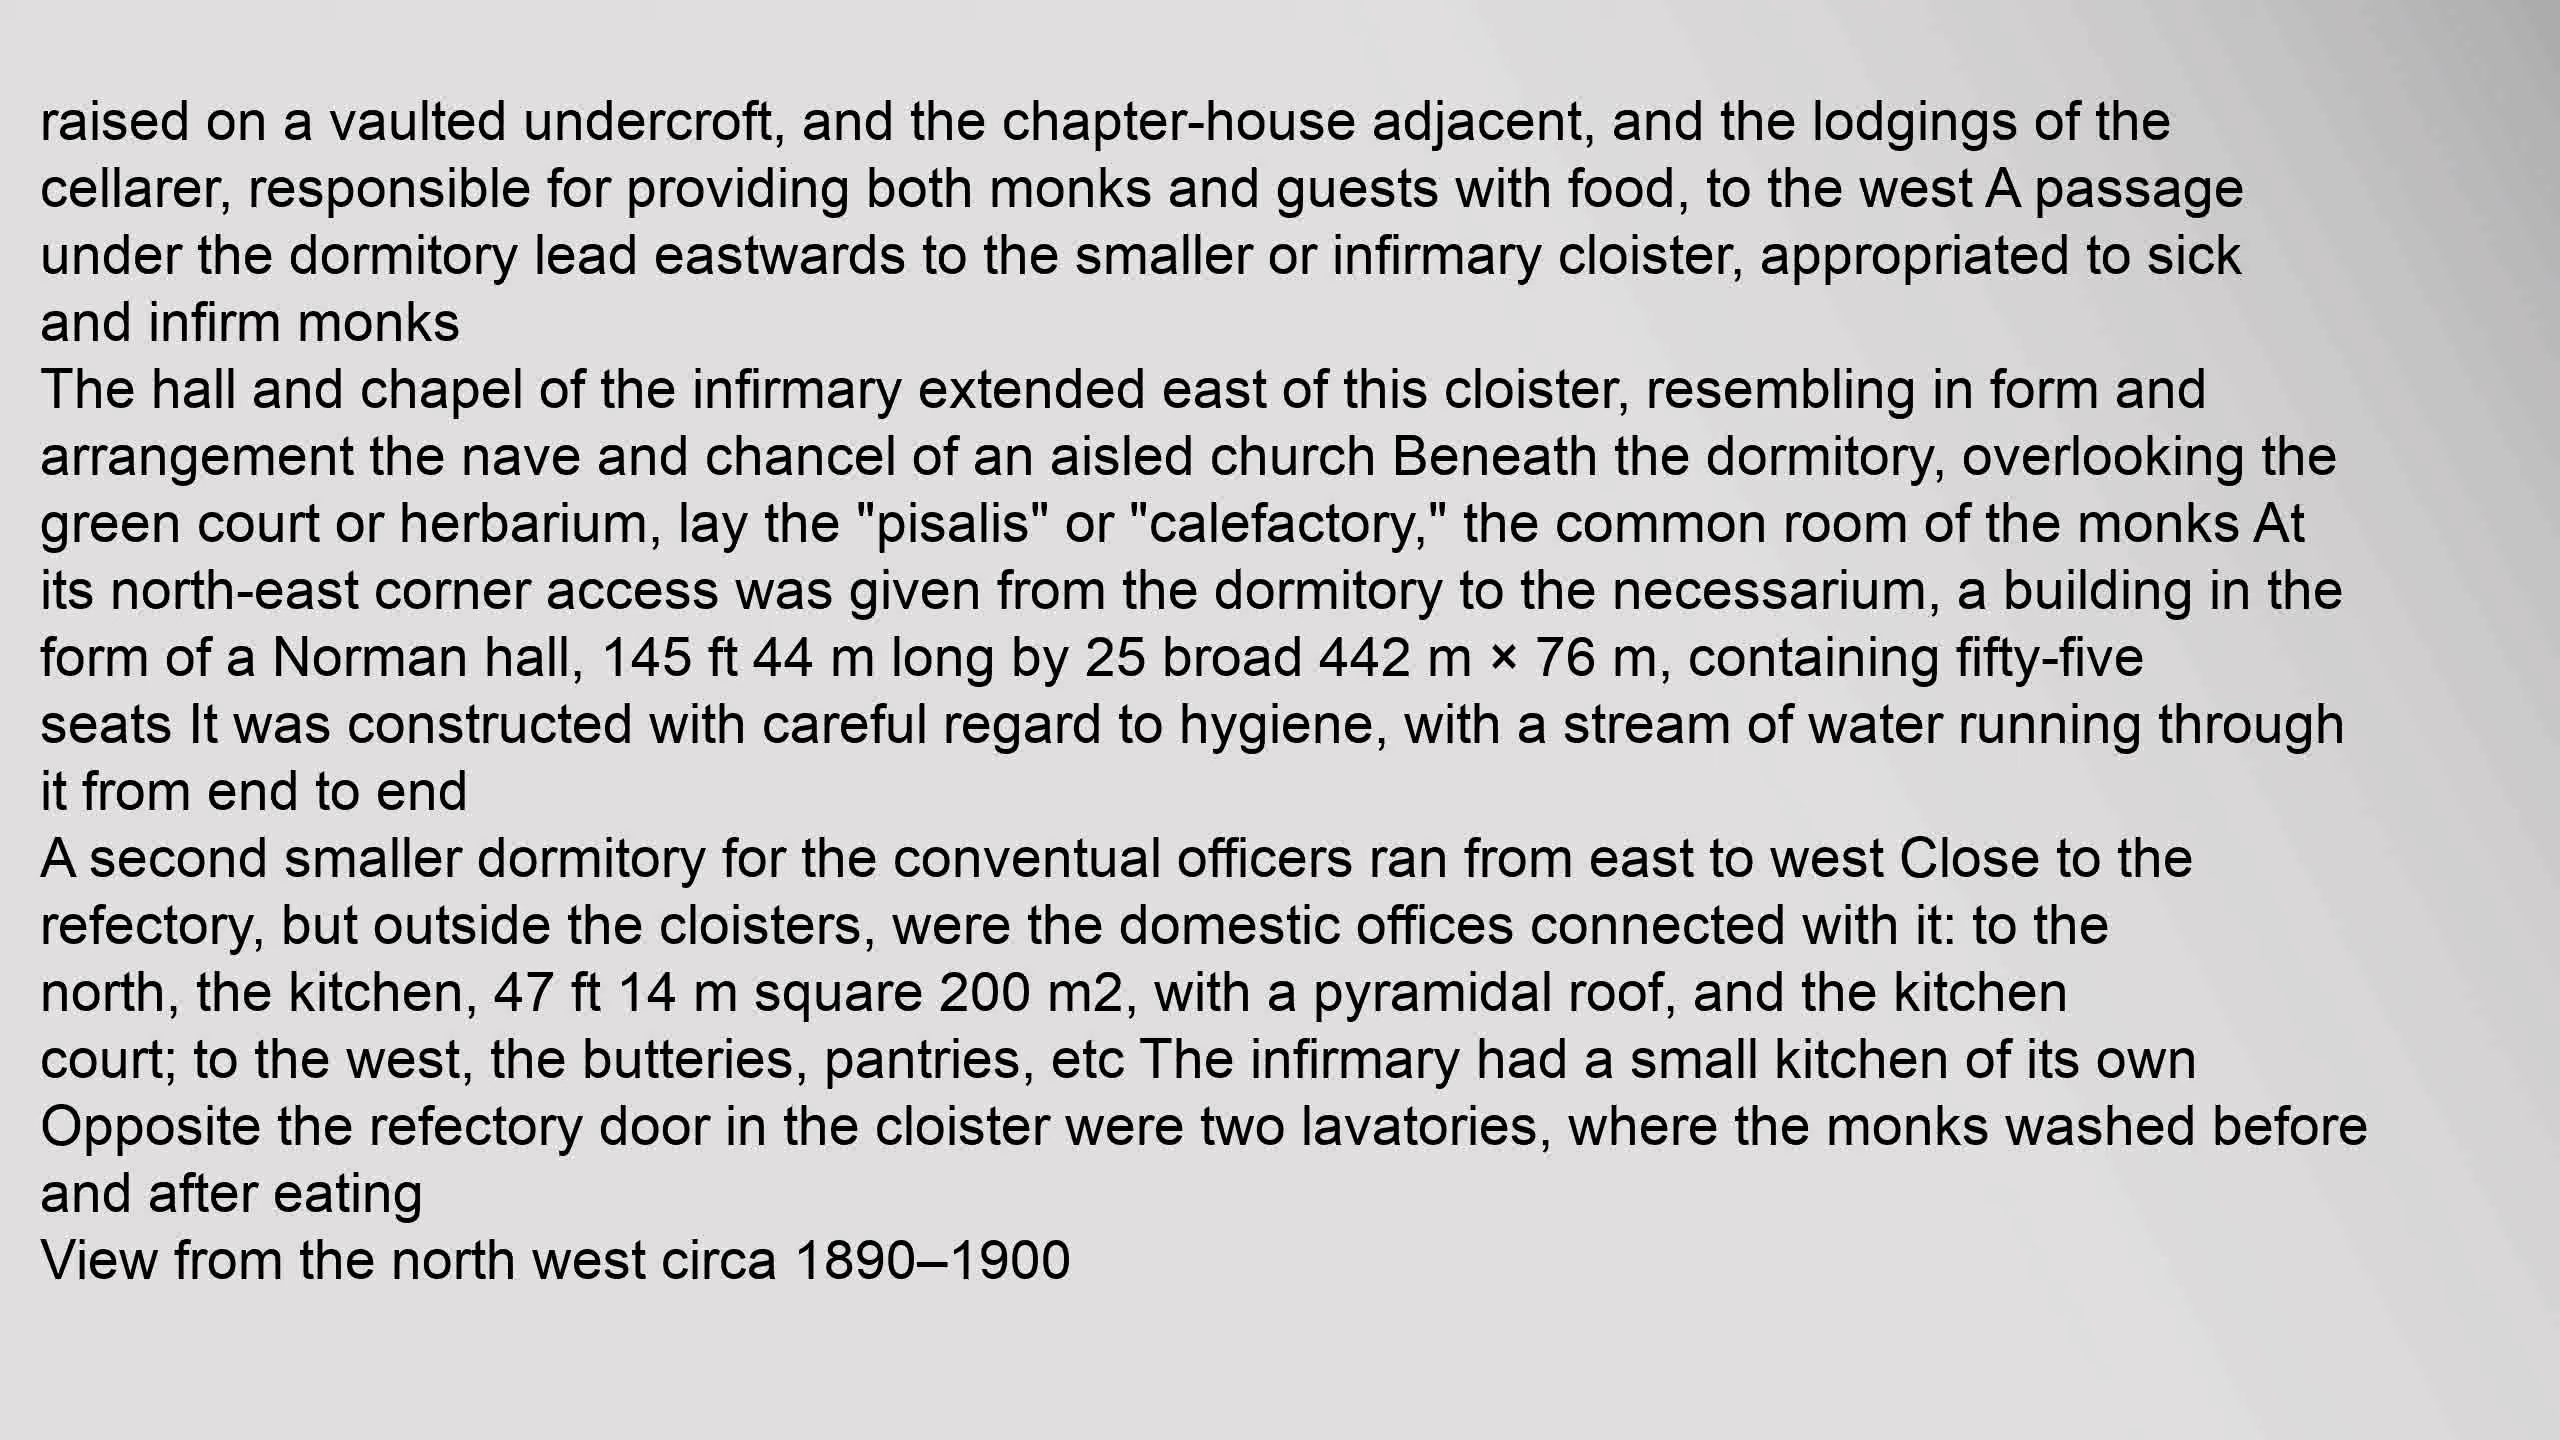 raised on a vaulted undercroft, and the chapter-house adjacent, and the lodgings of the
cellarer, responsible for providing both monks and guests with food, to the west A passage
under the dormitory lead eastwards to the smaller or infirmary cloister, appropriated to sick
and infirm monks
The hall and chapel of the infirmary extended east of this cloister, resembling in form and
arrangement the nave and chancel of an aisled church Beneath the dormitory, overlooking the
green court or herbarium, lay the "pisalis" or "calefactory," the common room of the monks At
its north-east corner access was given from the dormitory to the necessarium, a building in the
form of a Norman hall, 145 ft 44 m long by 25 broad 442 m × 76 m, containing fifty-five
seats It was constructed with careful regard to hygiene, with a stream of water running through
it from end to end
A second smaller dormitory for the conventual officers ran from east to west Close to the
refectory, but outside the cloisters, were the domestic offices connected with it: to the
north, the kitchen, 47 ft 14 m square 200 m2, with a pyramidal roof, and the kitchen
court; to the west, the butteries, pantries, etc The infirmary had a small kitchen of its own
Opposite the refectory door in the cloister were two lavatories, where the monks washed before
and after eating
View from the north west circa 1890–1900